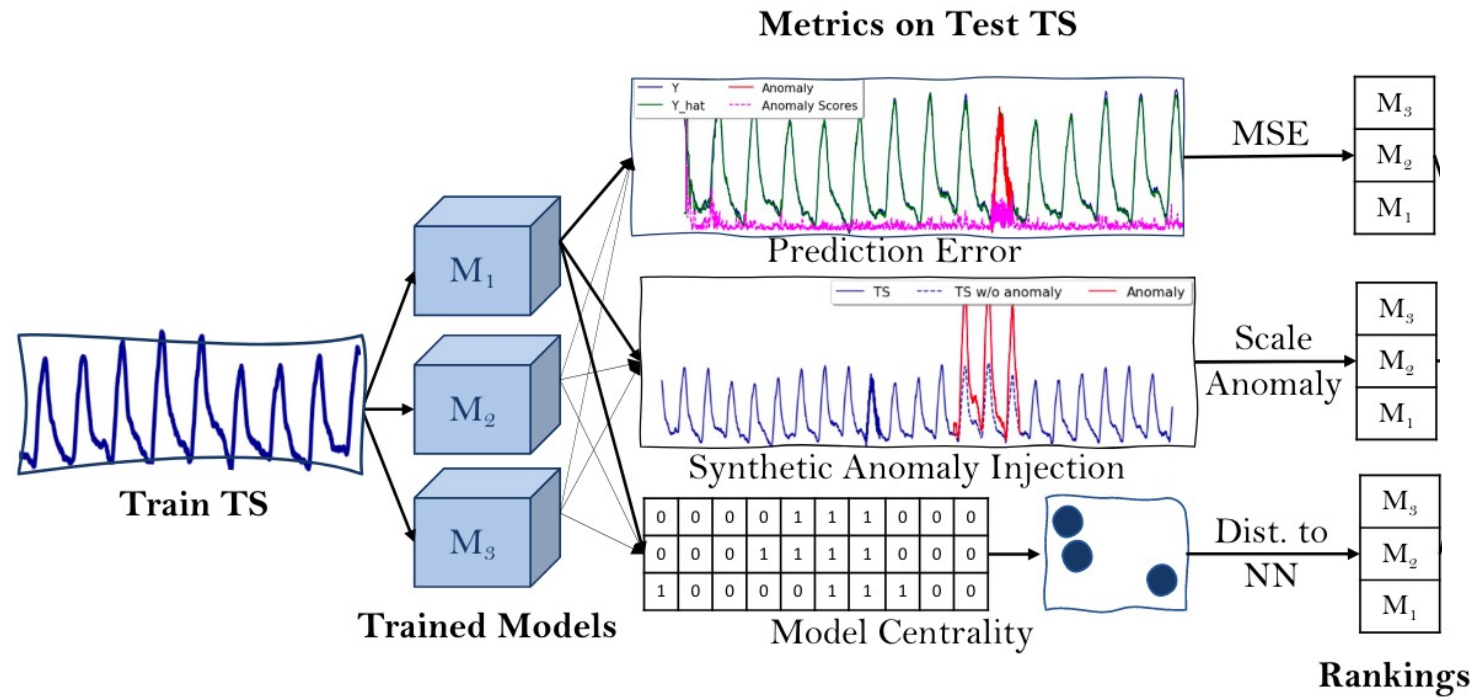 Metrics on Test TS
Y
Anomaly
Y_hat
Anomaly Scores
Prediction Error
MSE
M₃
M₂
M₁
Train TS
M₁
M₂
M₃
Trained Models
TS
TS w/o anomaly
Anomaly
Synthetic Anomaly Injection
Scale
Anomaly
M₃
M₂
M₁
0 0 0 0 1 1 1 0 0 0
0 0 0 1 1 1 1 0 0 0
1 0 0 0 0 1 1 1 0 0
Model Centrality
Dist. to
NN
M₃
M₂
M₁
Rankings